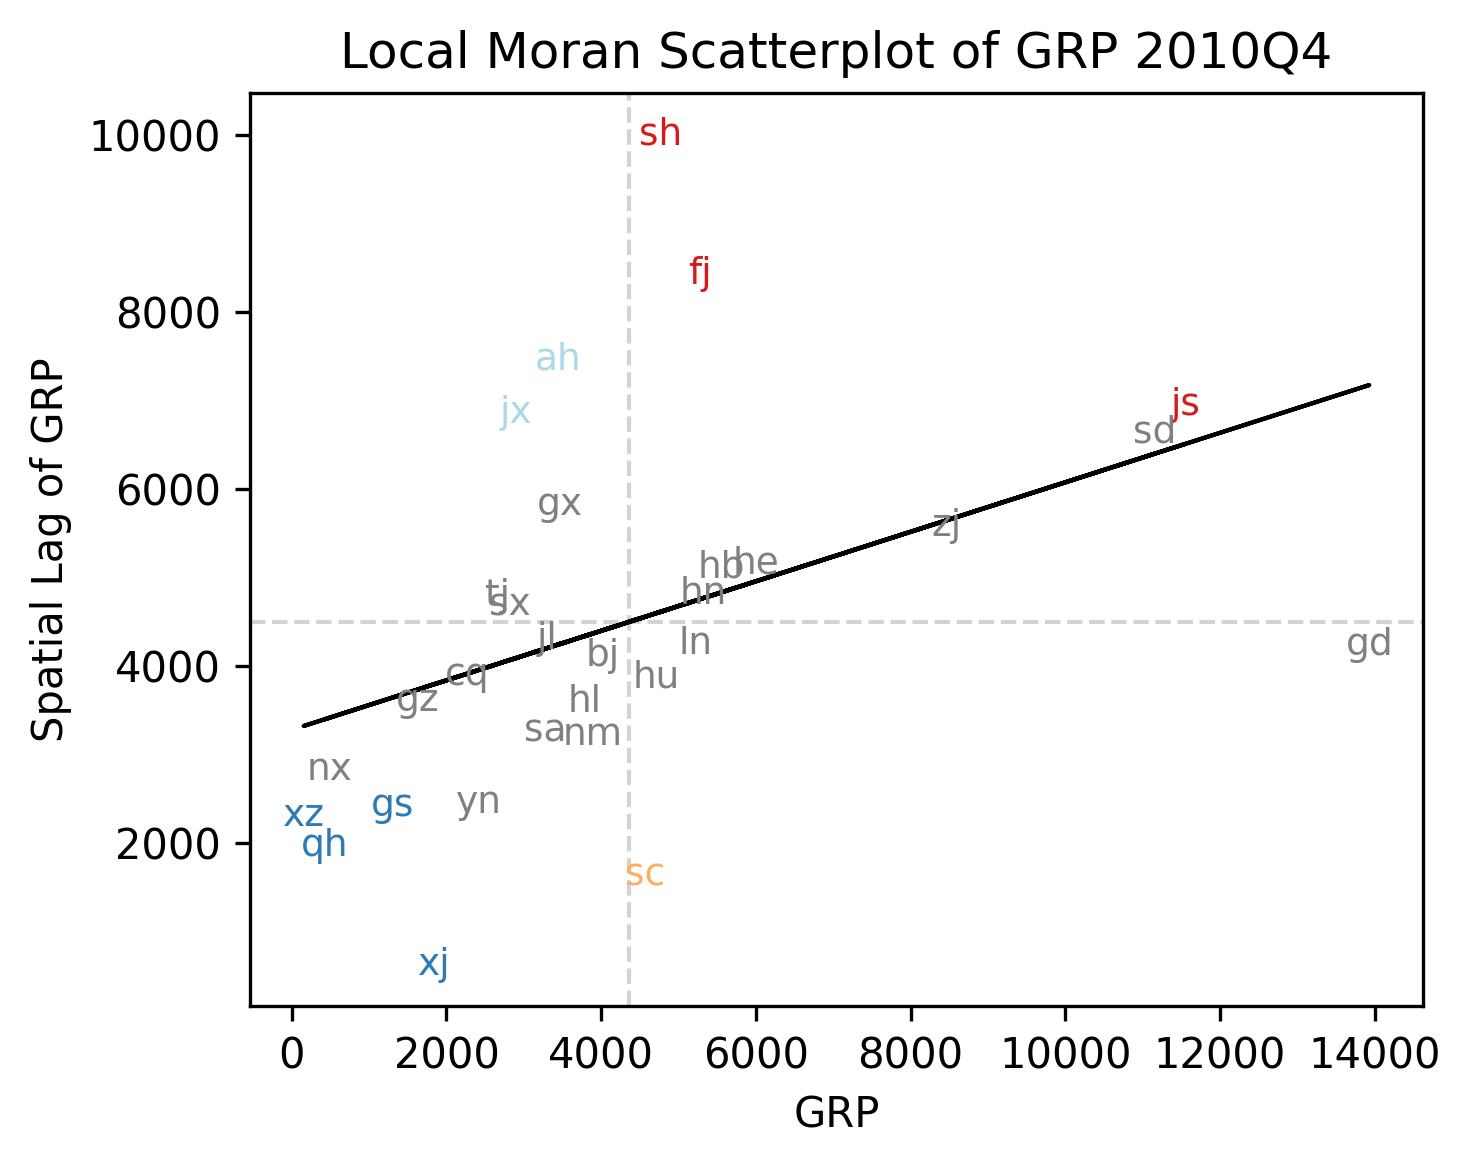 Local Moran Scatterplot of GRP 2010Q4
10000
8000
6000
4000
2000
Spatial Lag of GRP
sh
fj
ah
jx
js
sd
gx
zj
hb
he
tj
hn
sx
jl
ln
gd
bj
cq
hu
gz
hl
sa
nm
nx
xz
gs
yn
qh
sc
xj
0 2000 4000 6000 8000 10000 12000 14000
GRP